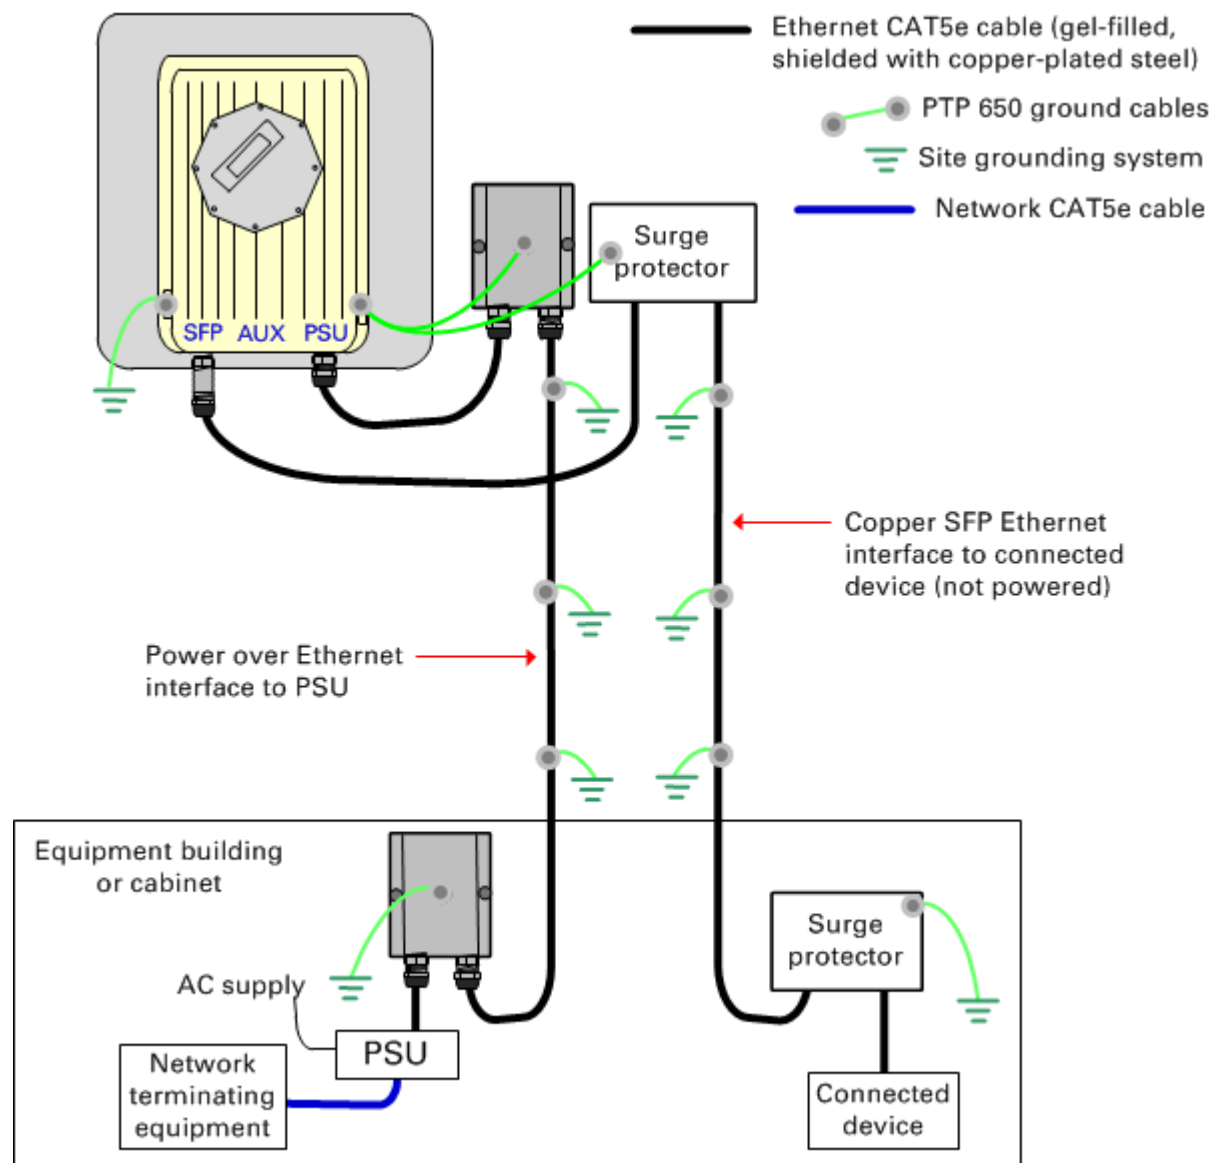 Ethernet CAT5e cable (gel-filled,
shielded with copper-plated steel)
PTP 650 ground cables
Site grounding system
Network CAT5e cable
Surge
protector
SFP AUX PSU
Copper SFP Ethernet
interface to connected
device (not powered)
Power over Ethernet
interface to PSU
Equipment building
or cabinet
Surge
protector
AC supply
PSU
Network
terminating
equipment
Connected
device